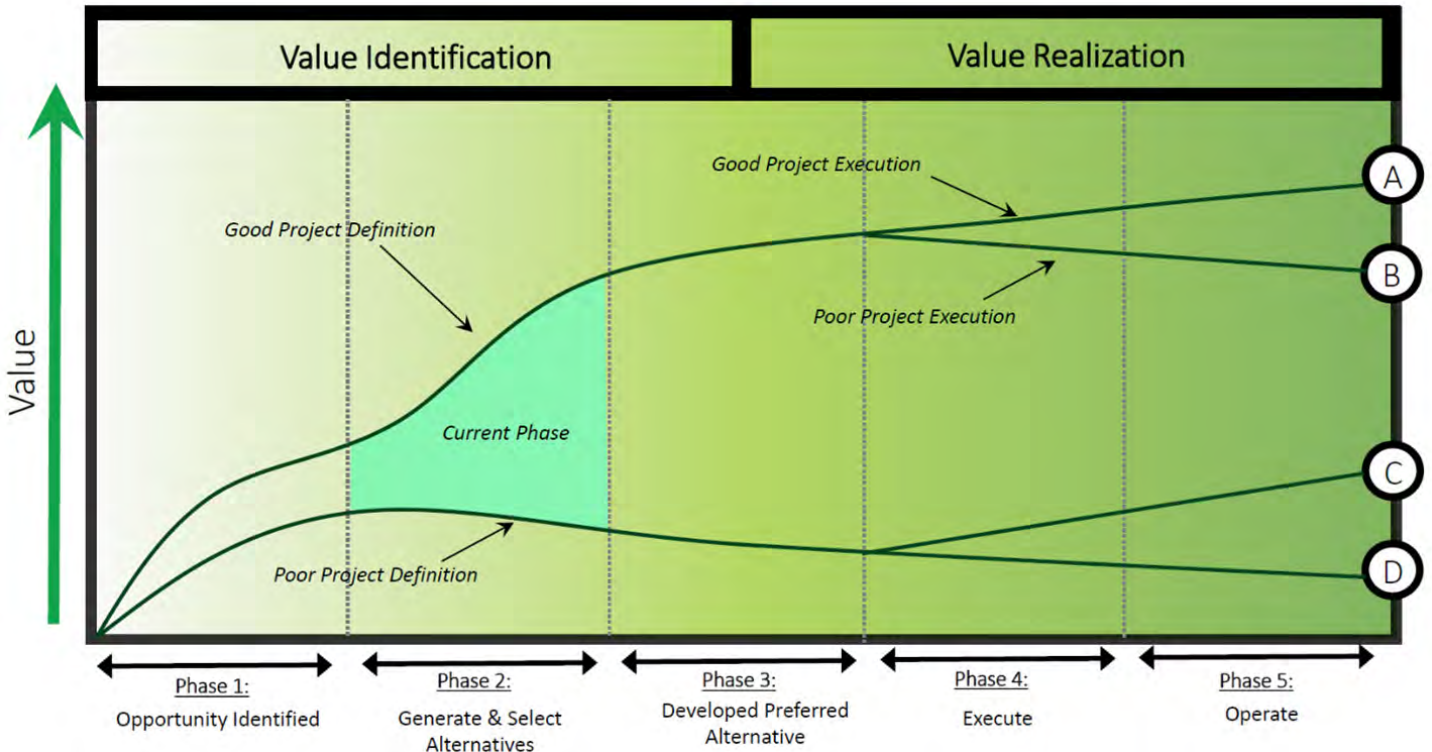 Value Identification
Value Realization
Value
Good Project Execution
A
Good Project Definition
B
Poor Project Execution
Current Phase
C
Poor Project Definition
D
Phase 1:
Opportunity Identified
Phase 2:
Generate & Select
Alternatives
Phase 3:
Developed Preferred
Alternative
Phase 4:
Execute
Phase 5:
Operate